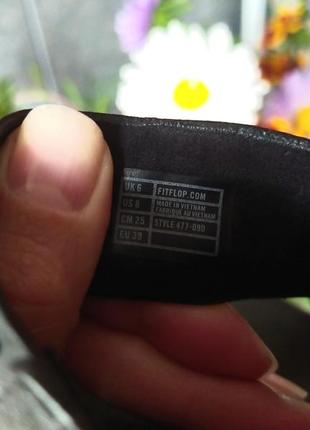 UK 6 FITFLOP.COM
US 8 MADE IN VIETNAM
FABRIQUE AU VIETNAM
CM 25 STYLE 477-090
EU 39